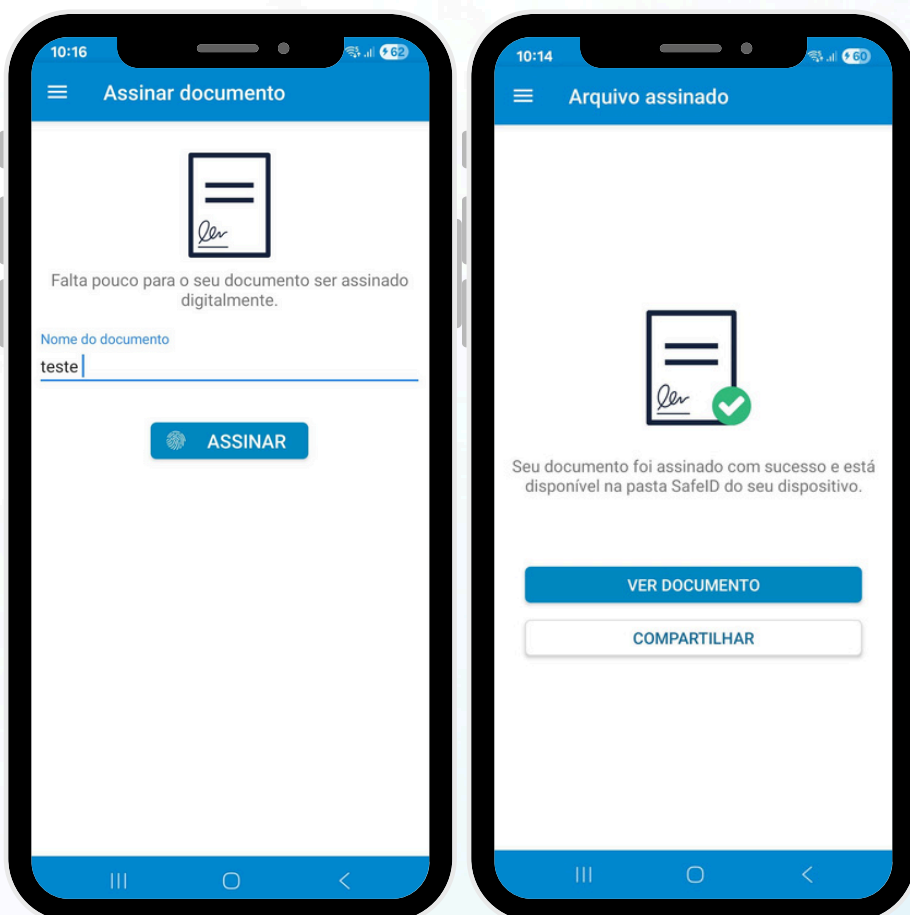 10:16
62
Assinar documento
Falta pouco para o seu documento ser assinado
digitalmente.
Nome do documento
teste
ASSINAR
10:14
60
Arquivo assinado
Seu documento foi assinado com sucesso e está
disponível na pasta SafeID do seu dispositivo.
VER DOCUMENTO
COMPARTILHAR